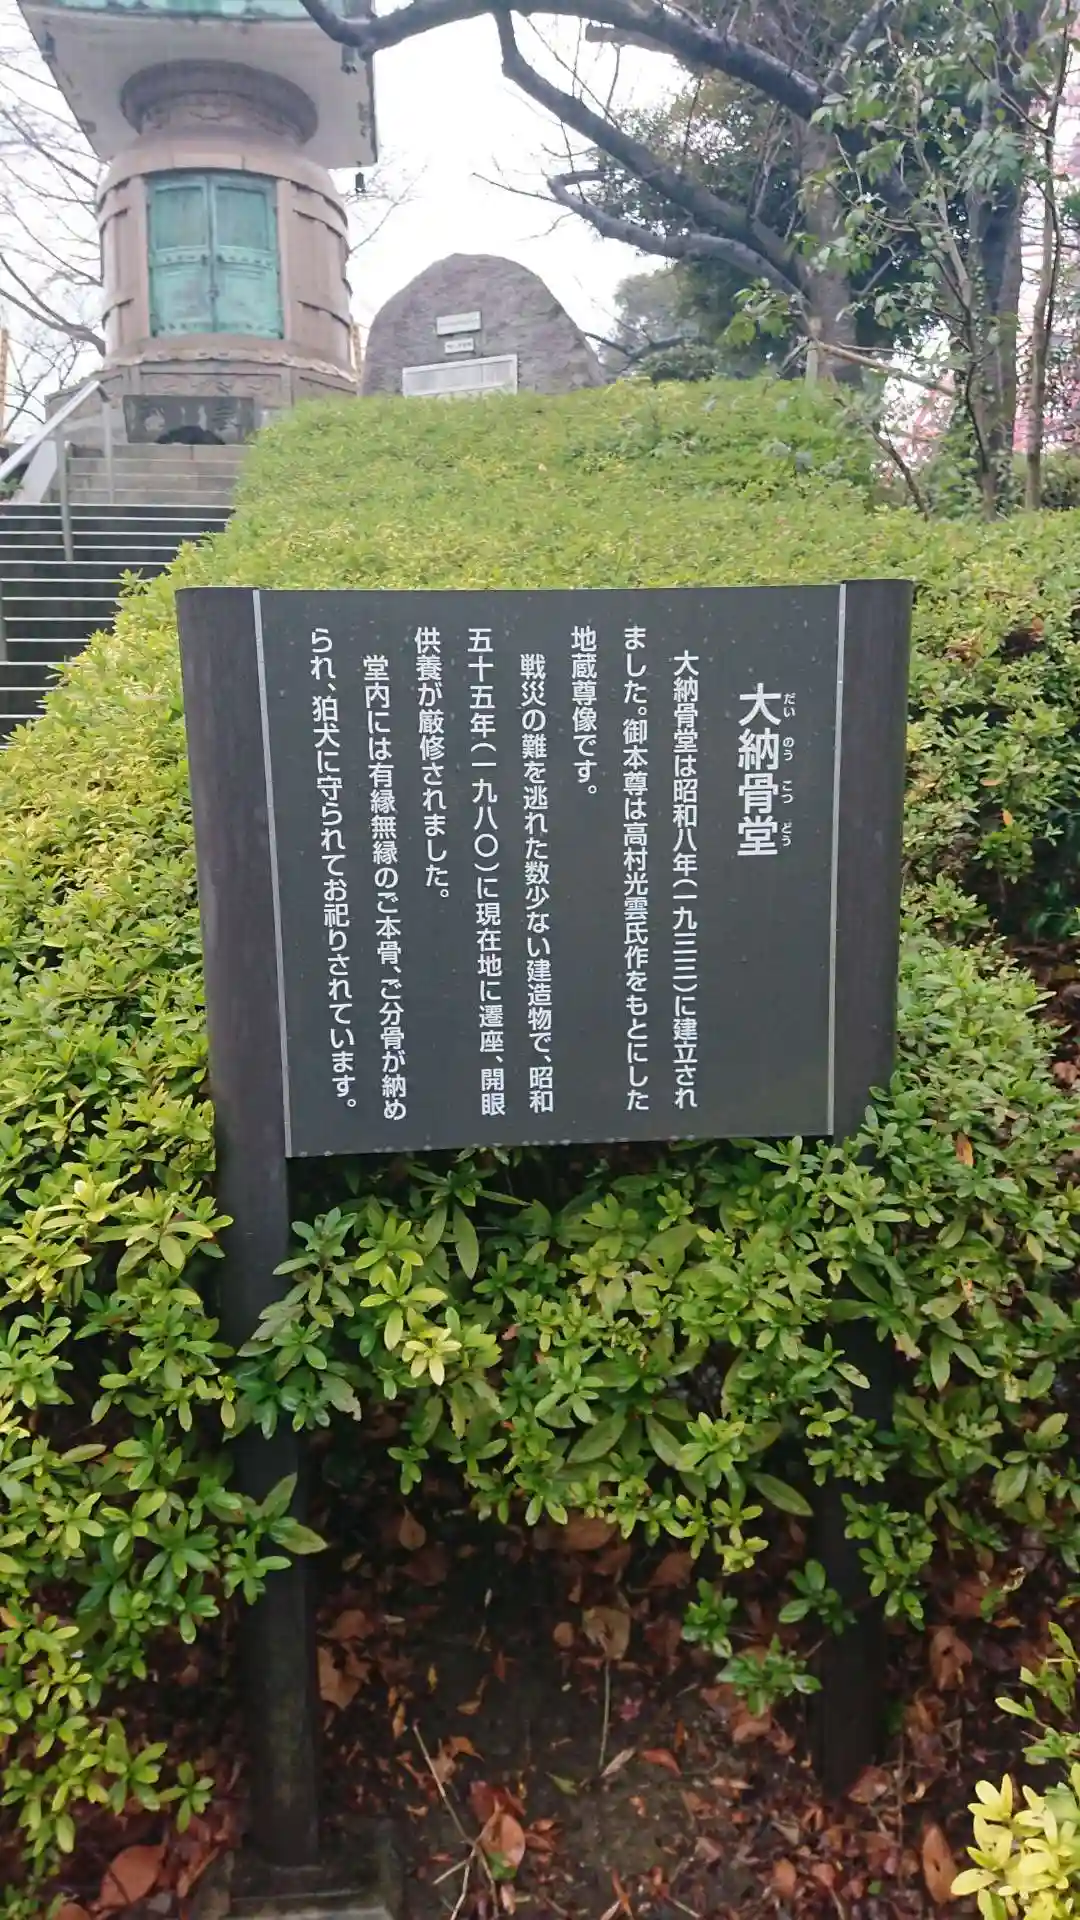 大納骨堂
だいのうこつどう
大納骨堂は昭和八年(一九三三)に建立され
ました。御本尊は高村光雲氏作をもとにした
地蔵尊像です。
戦災の難を逃れた数少ない建造物で、昭和
五十五年(一九八〇)に現在地に遷座、開眼
供養が厳修されました。
堂内には有縁無縁のご本骨、ご分骨が納め
られ、狛犬に守られてお祀りされています。